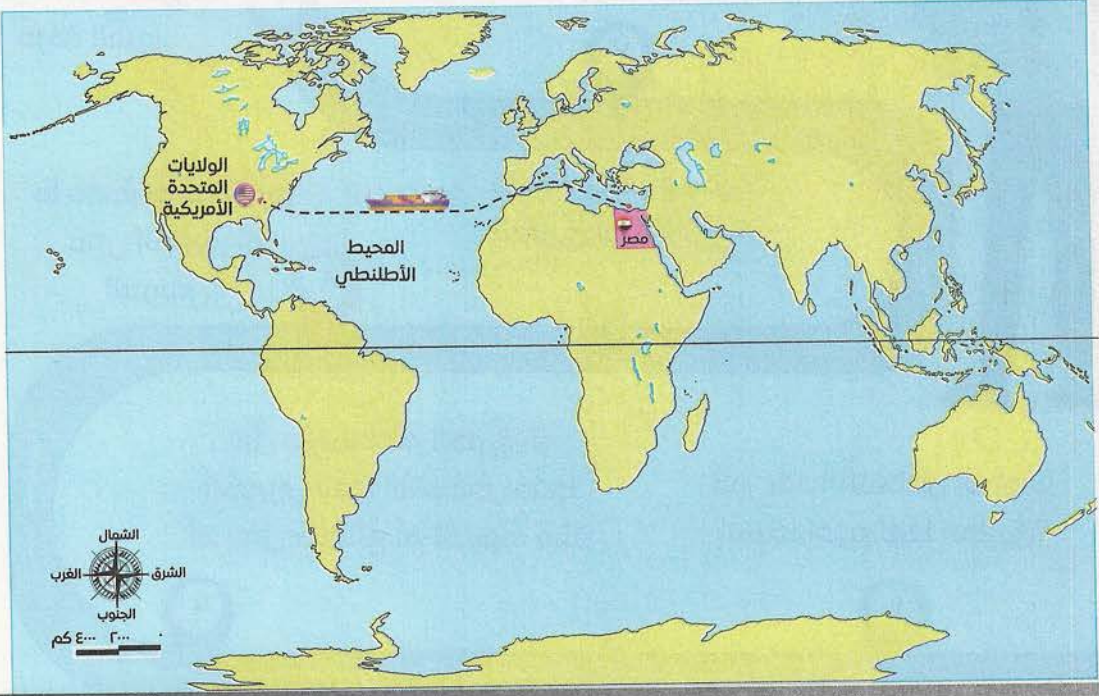 الولايات
المتحدة
الأمريكية
المحيط
الأطلنطي
مصر
الشمال
الشرق
الغرب
الجنوب
٠ ٢٠٠٠ ٤٠٠٠ كم